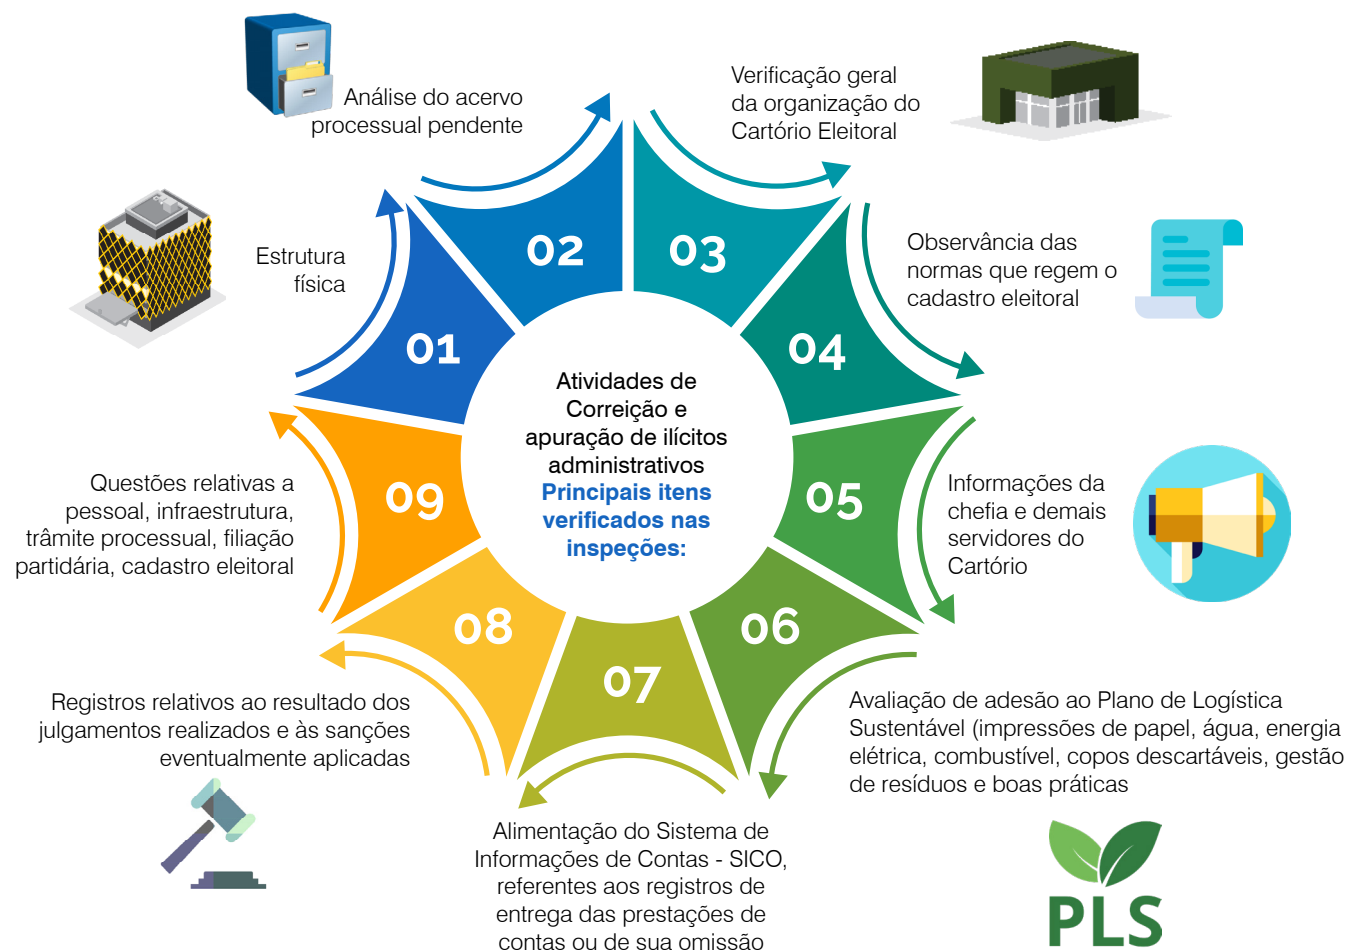 Atividades de
Correição e
apuração de ilícitos
administrativos
Principais itens
verificados nas
inspeções:
01
Estrutura
física
02
Análise do acervo
processual pendente
03
Verificação geral
da organização do
Cartório Eleitoral
04
Observância das
normas que regem o
cadastro eleitoral
05
Informações da
chefia e demais
servidores do
Cartório
06
Avaliação de adesão ao Plano de Logística
Sustentável (impressões de papel, água, energia
elétrica, combustível, copos descartáveis, gestão
de resíduos e boas práticas
PLS
07
Alimentação do Sistema de
Informações de Contas - SICO,
referentes aos registros de
entrega das prestações de
contas ou de sua omissão
08
Registros relativos ao resultado dos
julgamentos realizados e às sanções
eventualmente aplicadas
09
Questões relativas a
pessoal, infraestrutura,
trâmite processual, filiação
partidária, cadastro eleitoral